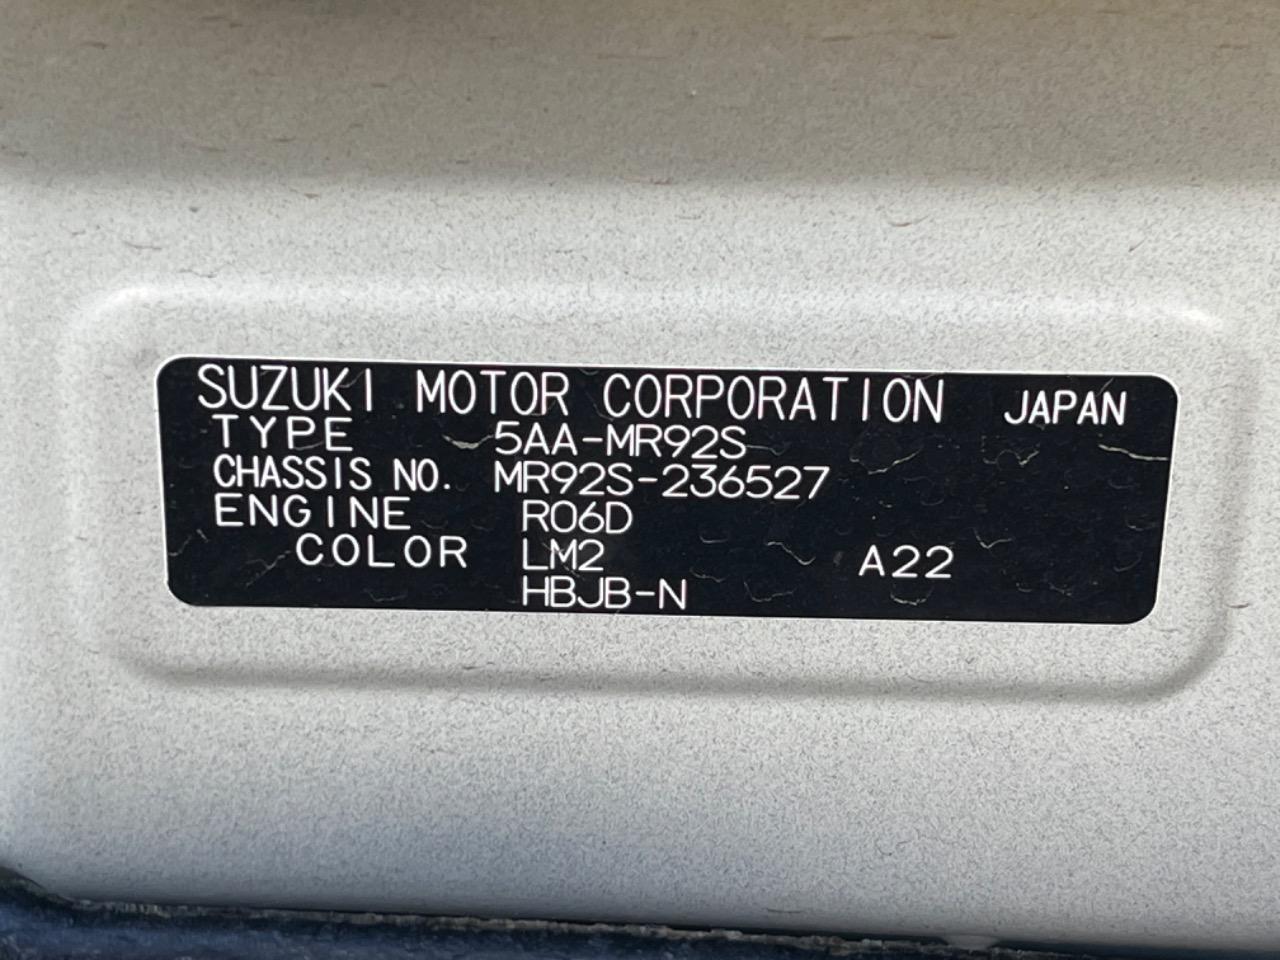 SUZUKI MOTOR CORPORATION JAPAN
TYPE 5AA-MR92S
CHASSIS NO. MR92S-236527
ENGINE R06D
COLOR LM2 A22
HBJB-N